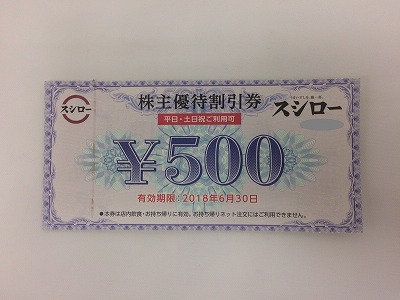 スシロー
株主優待割引券
平日・土日祝ご利用可
スシロー
¥500
有効期限:2018年6月30日
●本券は店内飲食・お持ち帰りに有効。お持ち帰りネット注文にはご利用できません。